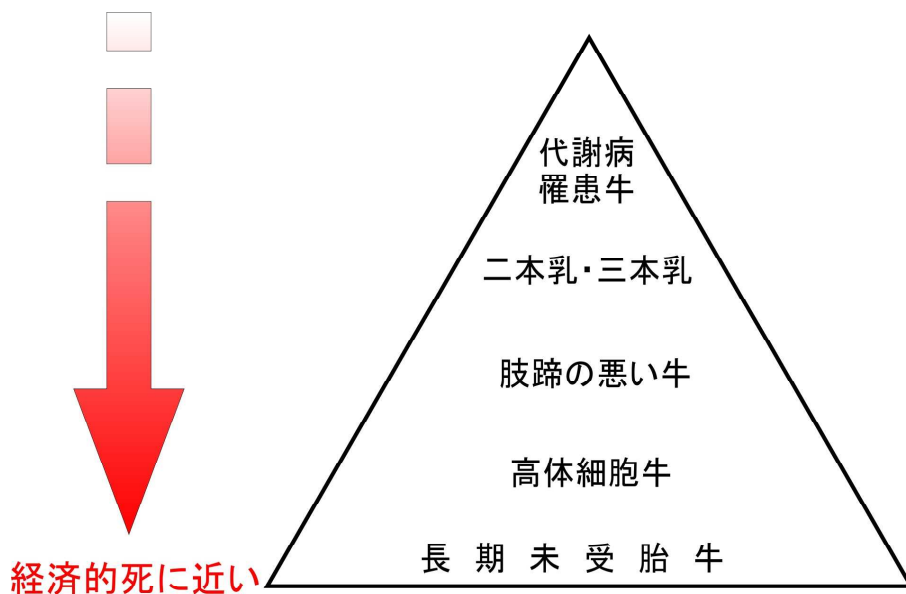 代謝病
罹患牛
二本乳・三本乳
肢蹄の悪い牛
高体細胞牛
長期未受胎牛
経済的死に近い